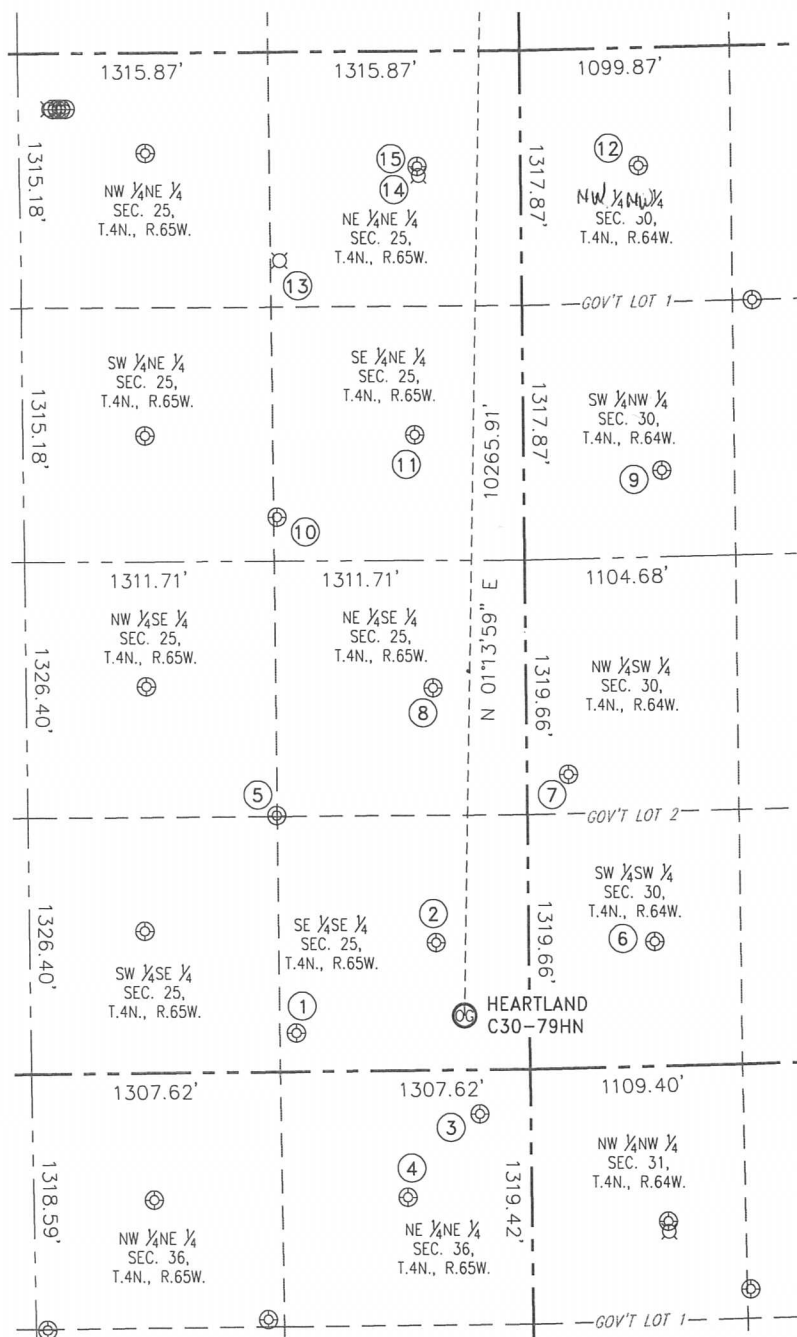 1315.87'
1315.87'
1099.87'
1315.18'
NW ¼NE ¼
SEC. 25,
T.4N., R.65W.
15
14
NE ¼NE ¼
SEC. 25,
T.4N., R.65W.
1317.87'
12
NW ¼NW¼
SEC. 30,
T.4N., R.64W.
13
GOV'T LOT 1
1315.18'
SW ¼NE ¼
SEC. 25,
T.4N., R.65W.
SE ¼NE ¼
SEC. 25,
T.4N., R.65W.
11
10
10265.91'
1317.87'
SW ¼NW ¼
SEC. 30,
T.4N., R.64W.
9
1311.71'
1311.71'
1104.68'
1326.40'
NW ¼SE ¼
SEC. 25,
T.4N., R.65W.
NE ¼SE ¼
SEC. 25,
T.4N., R.65W.
8
N 01°13'59" E
1319.66'
NW ¼SW ¼
SEC. 30,
T.4N., R.64W.
5
7
GOV'T LOT 2
1326.40'
SW ¼SE ¼
SEC. 25,
T.4N., R.65W.
SE ¼SE ¼
SEC. 25,
T.4N., R.65W.
2
1
1319.66'
SW ¼SW ¼
SEC. 30,
T.4N., R.64W.
6
OG
HEARTLAND
C30-79HN
1307.62'
1307.62'
1109.40'
1318.59'
NW ¼NE ¼
SEC. 36,
T.4N., R.65W.
3
4
NE ¼NE ¼
SEC. 36,
T.4N., R.65W.
1319.42'
NW ¼NW ¼
SEC. 31,
T.4N., R.64W.
GOV'T LOT 1